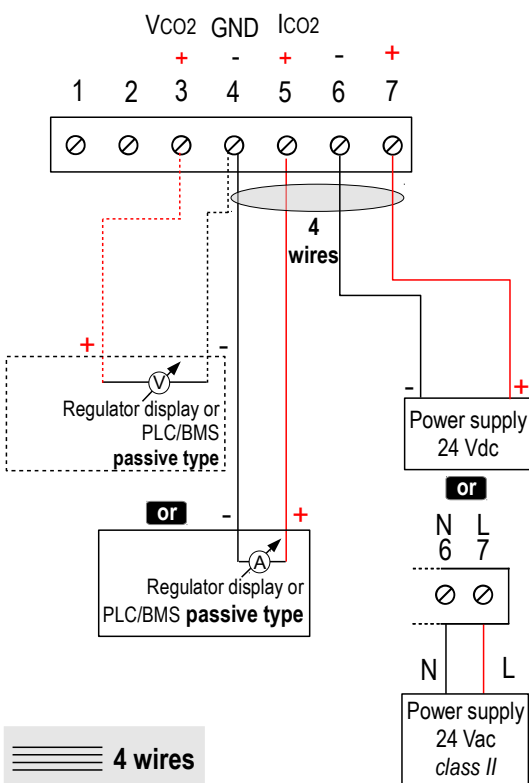 VCO2 GND ICO2
+ - + - +
1 2 3 4 5 6 7
4
wires
+ -
V
Regulator display or
PLC/BMS
passive type
- +
Power supply
24 Vdc
or
or
- +
A
Regulator display or
PLC/BMS passive type
N L
6 7
N L
Power supply
24 Vac
class II
4 wires